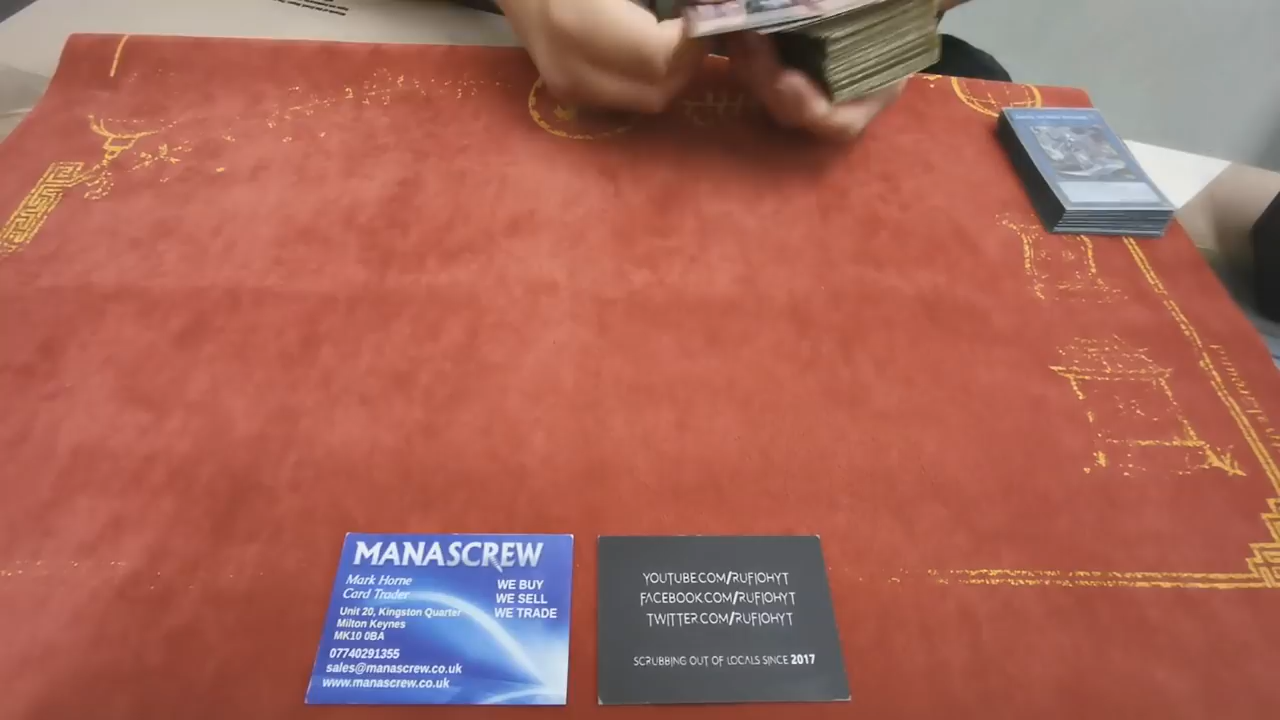 MANASCREW
Mark Horne
Card Trader
WE BUY
WE SELL
WE TRADE
Unit 20, Kingston Quarter
Milton Keynes
MK10 0BA
07740291355
sales@manascrew.co.uk
www.manascrew.co.uk
YOUTUBE.COM/RUFIOHYT
FACEBOOK.COM/RUFIOHYT
TWITTER.COM/RUFIOHYT
SCRUBBING OUT OF LOCALS SINCE 2017